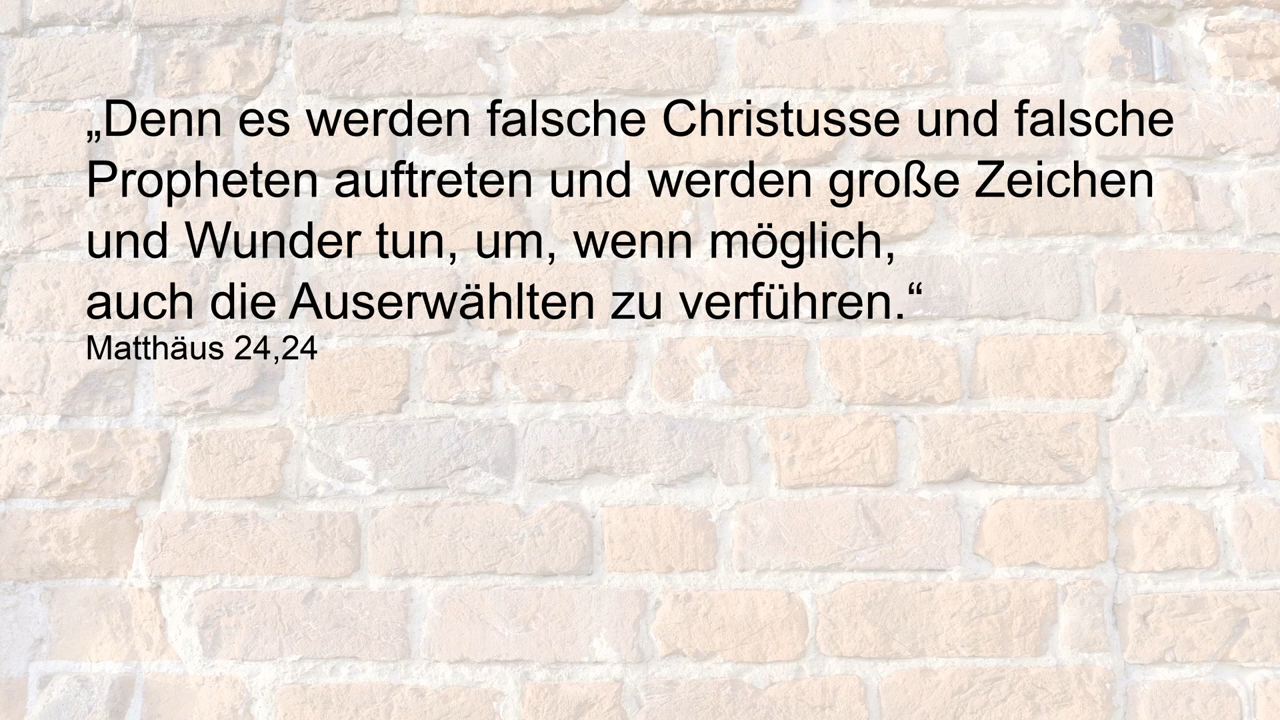 „Denn es werden falsche Christusse und falsche
Propheten auftreten und werden große Zeichen
und Wunder tun, um, wenn möglich,
auch die Auserwählten zu verführen.“
Matthäus 24,24